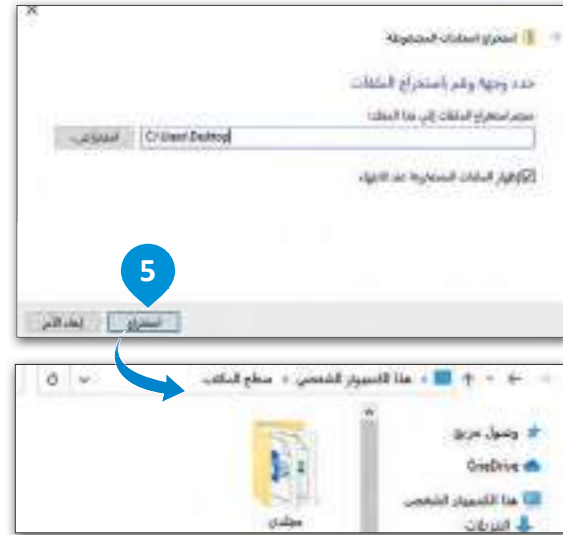 استخراج المجلدات المضغوطة
حدد وجهة وقم باستخراج الملفات
سيتم استخراج الملفات إلى هذا المجلد:
C:\Users\Desktop
استعراض...
إظهار الملفات المستخرجة عند الانتهاء
5
استخراج
إلغاء الأمر
هذا الكمبيوتر الشخصي
سطح المكتب
وصول سريع
OneDrive
هذا الكمبيوتر الشخصي
التنزيلات
مجلدي